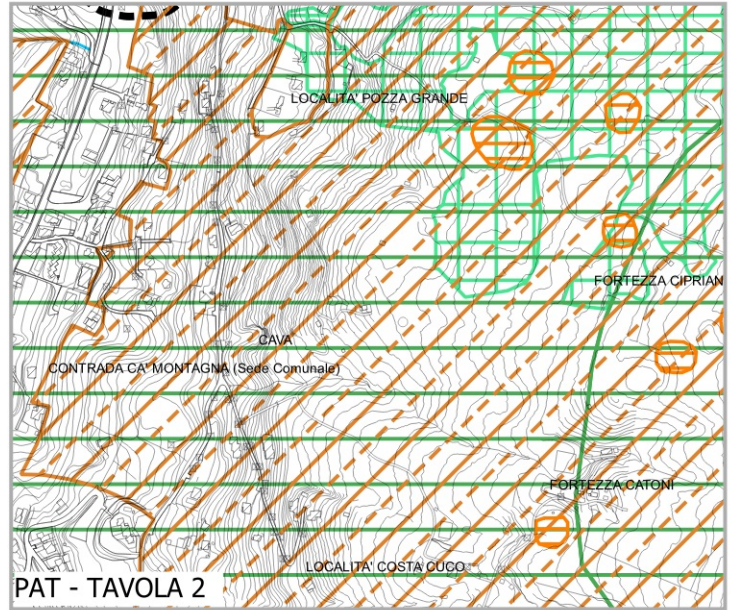 LOCALITA' POZZA GRANDE
FORTEZZA CIPRIAN
CAVA
CONTRADA CA' MONTAGNA (Sede Comunale)
FORTEZZA CATONI
LOCALITA' COSTA CUCO
PAT - TAVOLA 2